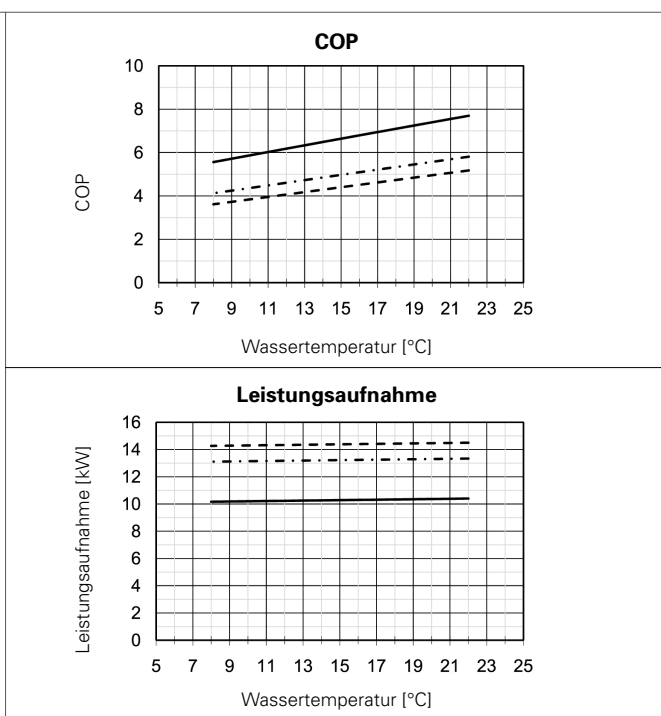 COP
10
8
6
4
2
0
COP
5 7 9 11 13 15 17 19 21 23 25
Wassertemperatur [°C]
Leistungsaufnahme
16
14
12
10
8
6
4
2
0
Leistungsaufnahme [kW]
5 7 9 11 13 15 17 19 21 23 25
Wassertemperatur [°C]